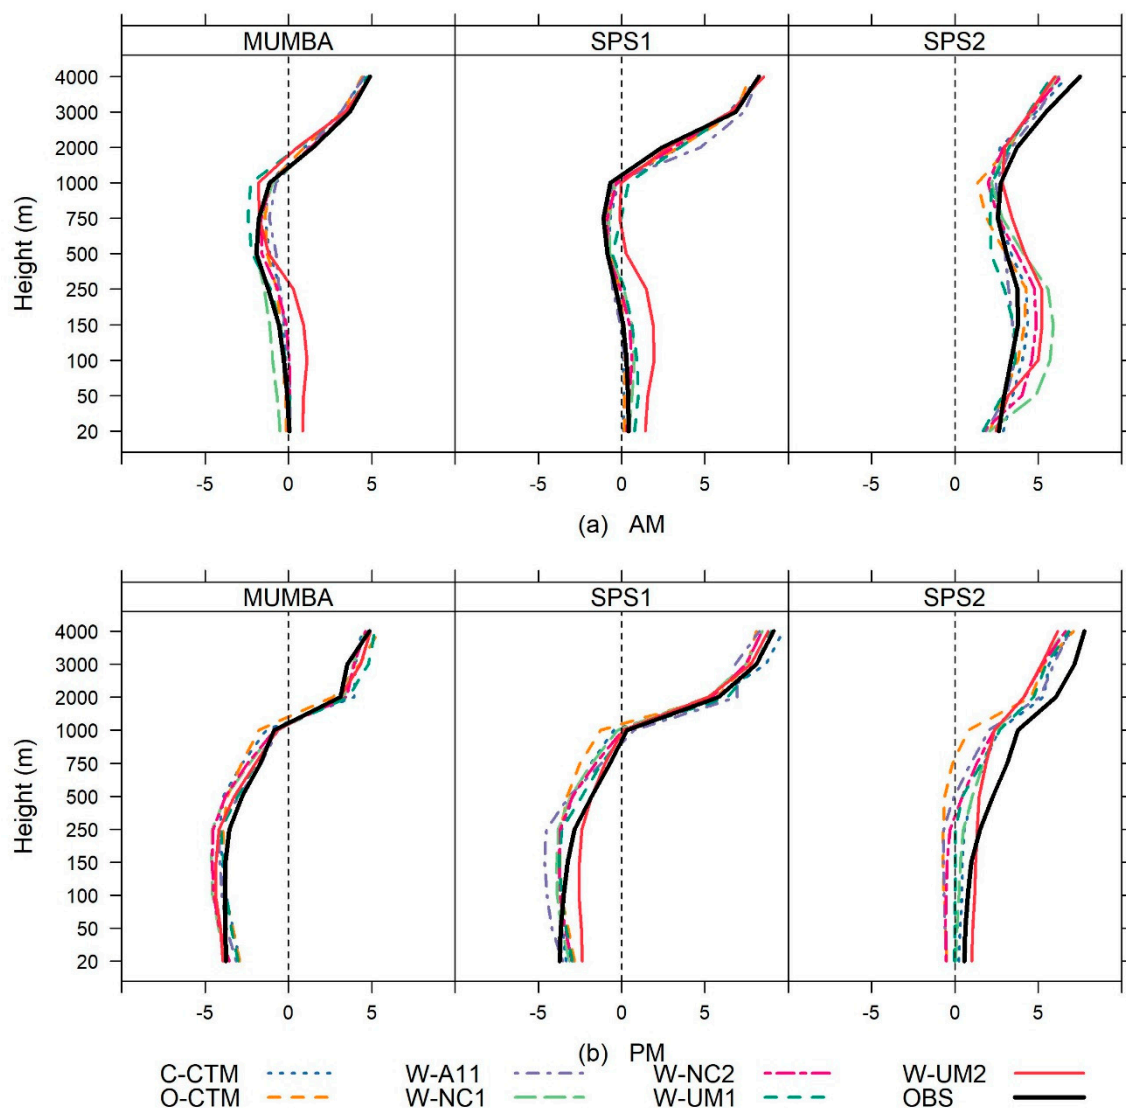 MUMBA SPS1 SPS2
4000
3000
2000
1000
750
500
250
150
100
50
20
Height (m)
-5 0 5 -5 0 5 -5 0 5
(a) AM
MUMBA SPS1 SPS2
4000
3000
2000
1000
750
500
250
150
100
50
20
Height (m)
-5 0 5 -5 0 5 -5 0 5
(b) PM
C-CTM W-A11 W-NC2 W-UM2
O-CTM W-NC1 W-UM1 OBS